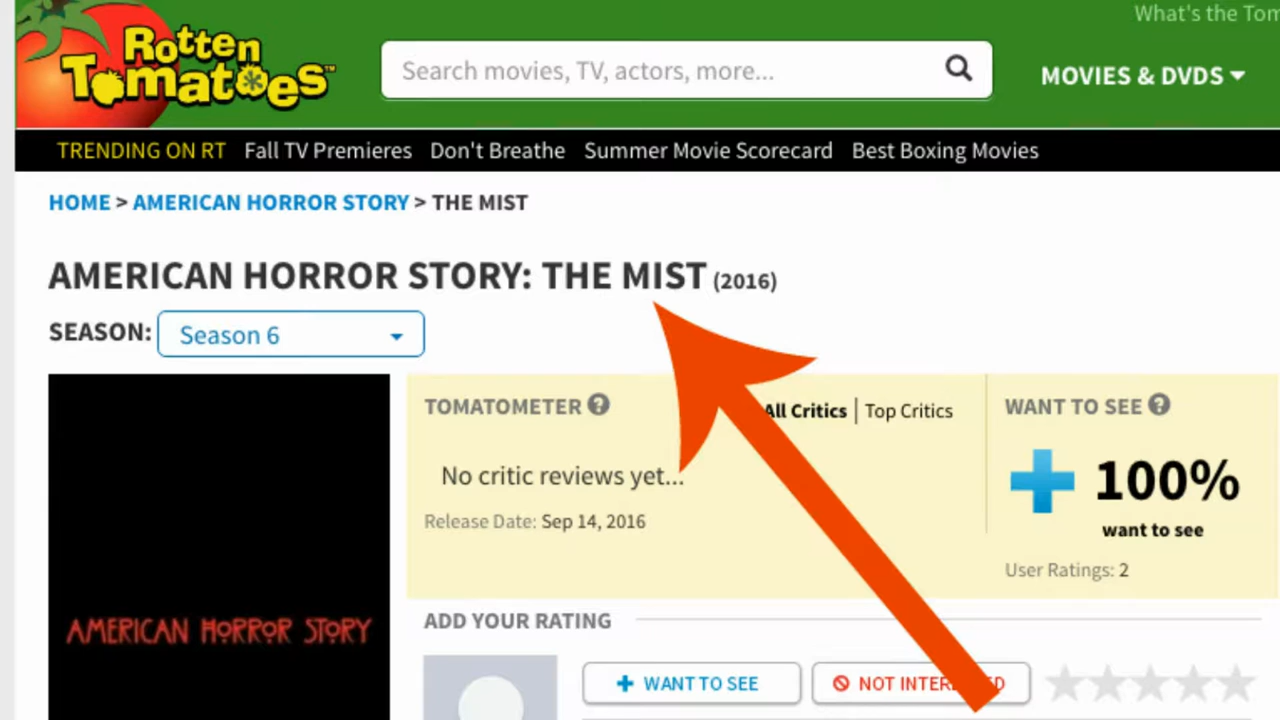 What's the Tom
Rotten
Tomatoes™
Search movies, TV, actors, more...
MOVIES & DVDS
TRENDING ON RT Fall TV Premieres Don't Breathe Summer Movie Scorecard Best Boxing Movies
HOME > AMERICAN HORROR STORY > THE MIST
AMERICAN HORROR STORY: THE MIST (2016)
SEASON: Season 6
TOMATOMETER ? All Critics | Top Critics
WANT TO SEE ?
No critic reviews yet...
100%
Release Date: Sep 14, 2016
want to see
User Ratings: 2
AMERICAN HORROR STORY
ADD YOUR RATING
WANT TO SEE
NOT INTERESTED